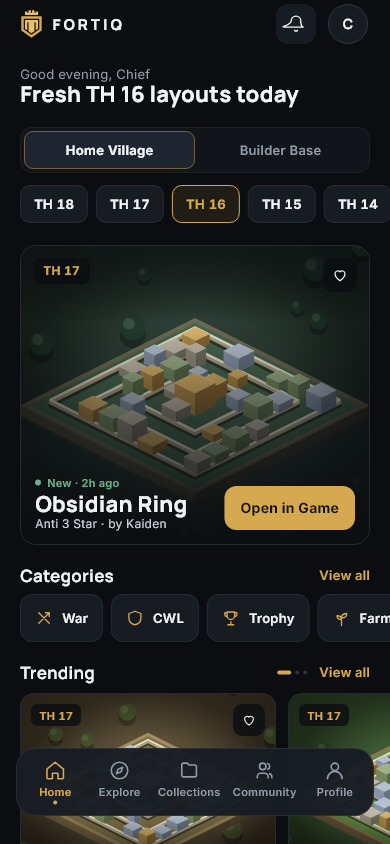 FORTIQ
C
Good evening, Chief
Fresh TH 16 layouts today
Home Village
Builder Base
TH 18
TH 17
TH 16
TH 15
TH 14
TH 17
New · 2h ago
Obsidian Ring
Anti 3 Star · by Kaiden
Open in Game
Categories
View all
War
CWL
Trophy
Farm
Trending
View all
TH 17
TH 17
Home
Explore
Collections
Community
Profile